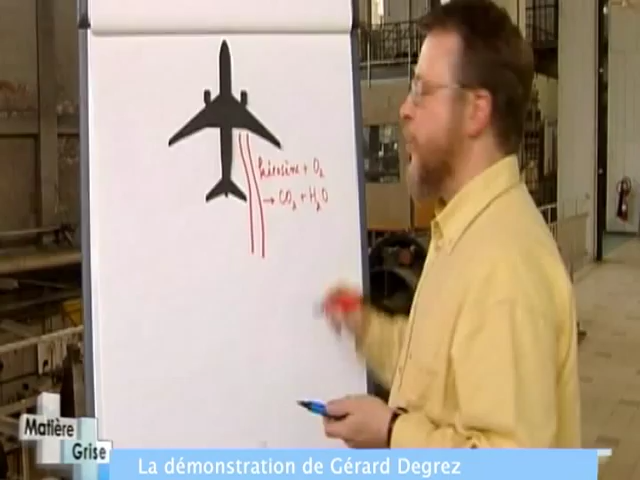 kérosène + O₂
→ CO₂ + H₂O
Matière
Grise
La démonstration de Gérard Degrez